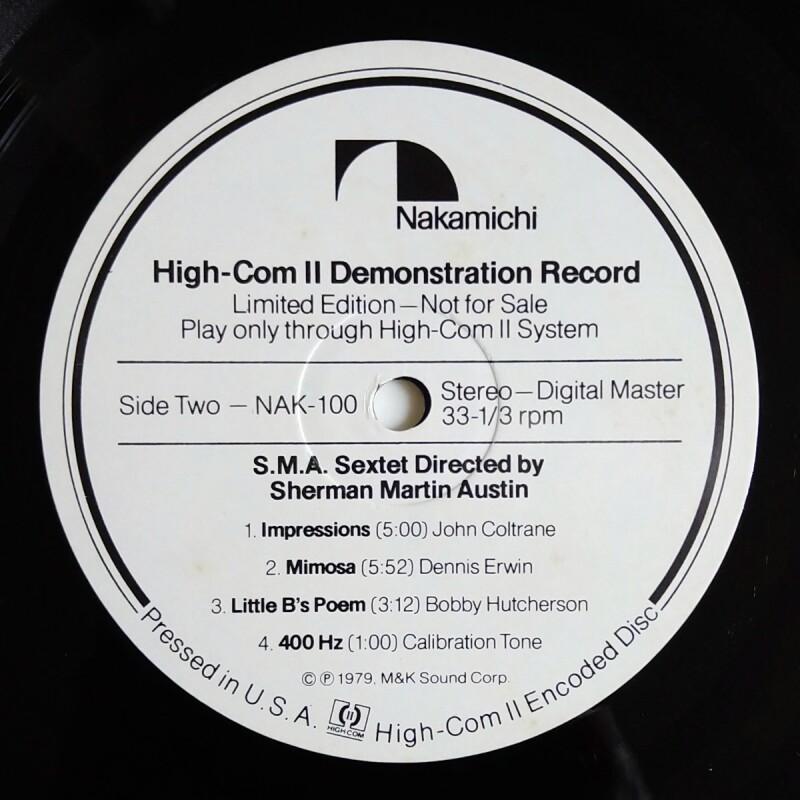 Nakamichi
High-Com II Demonstration Record
Limited Edition—Not for Sale
Play only through High-Com II System
Side Two — NAK-100
Stereo—Digital Master
33-1/3 rpm
S.M.A. Sextet Directed by
Sherman Martin Austin
1. Impressions (5:00) John Coltrane
2. Mimosa (5:52) Dennis Erwin
3. Little B's Poem (3:12) Bobby Hutcherson
4. 400 Hz (1:00) Calibration Tone
© ℗ 1979, M&K Sound Corp.
Pressed in U.S.A.
II
HIGH COM
High-Com II Encoded Disc